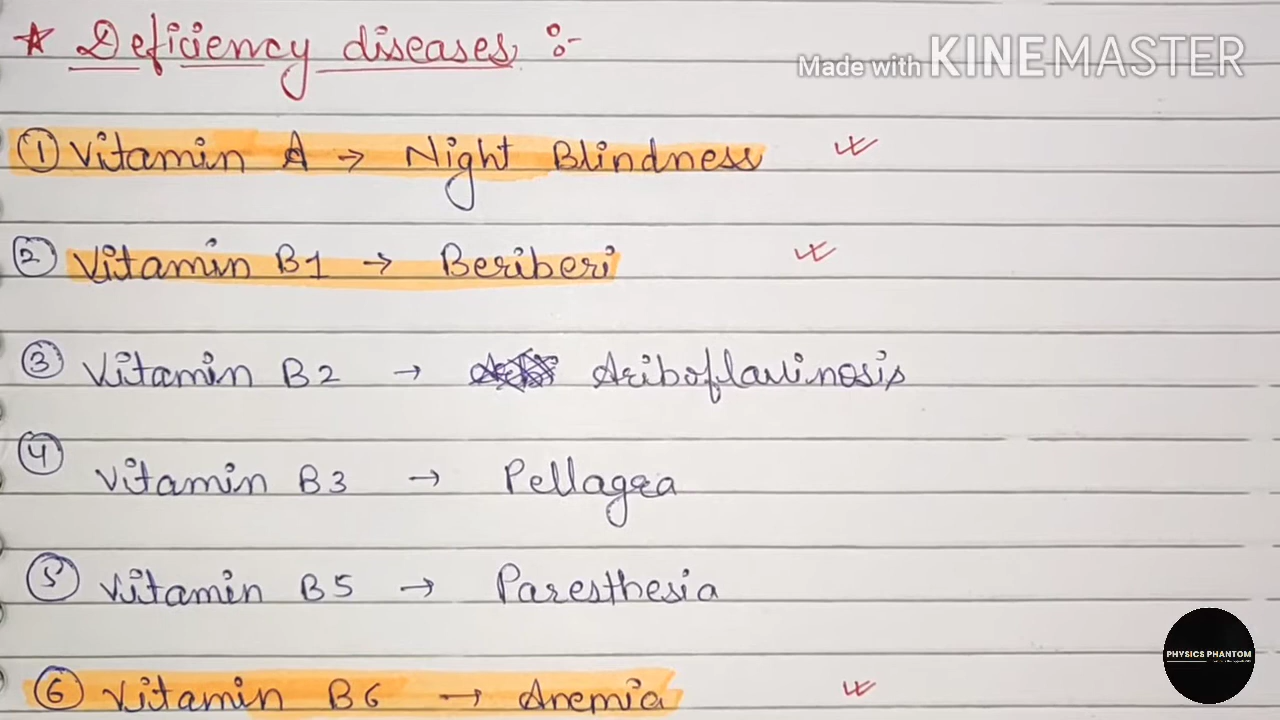 ★ Deficiency diseases :-
Made with KINEMASTER
① Vitamin A → Night Blindness
② Vitamin B1 → Beriberi
③ Vitamin B2 → Ariboflavinosis
④ Vitamin B3 → Pellagra
⑤ Vitamin B5 → Paresthesia
⑥ Vitamin B6 → Anemia
PHYSICS PHANTOM